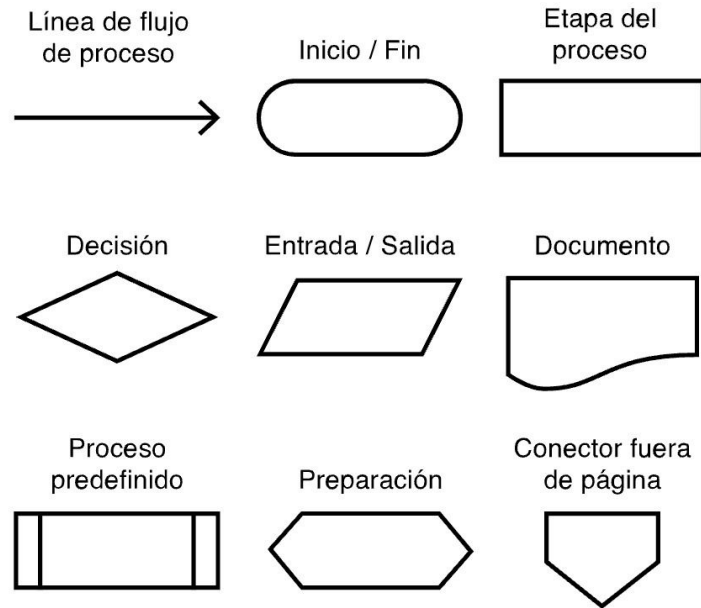 Línea de flujo
de proceso
Inicio / Fin
Etapa del
proceso
Decisión
Entrada / Salida
Documento
Proceso
predefinido
Preparación
Conector fuera
de página